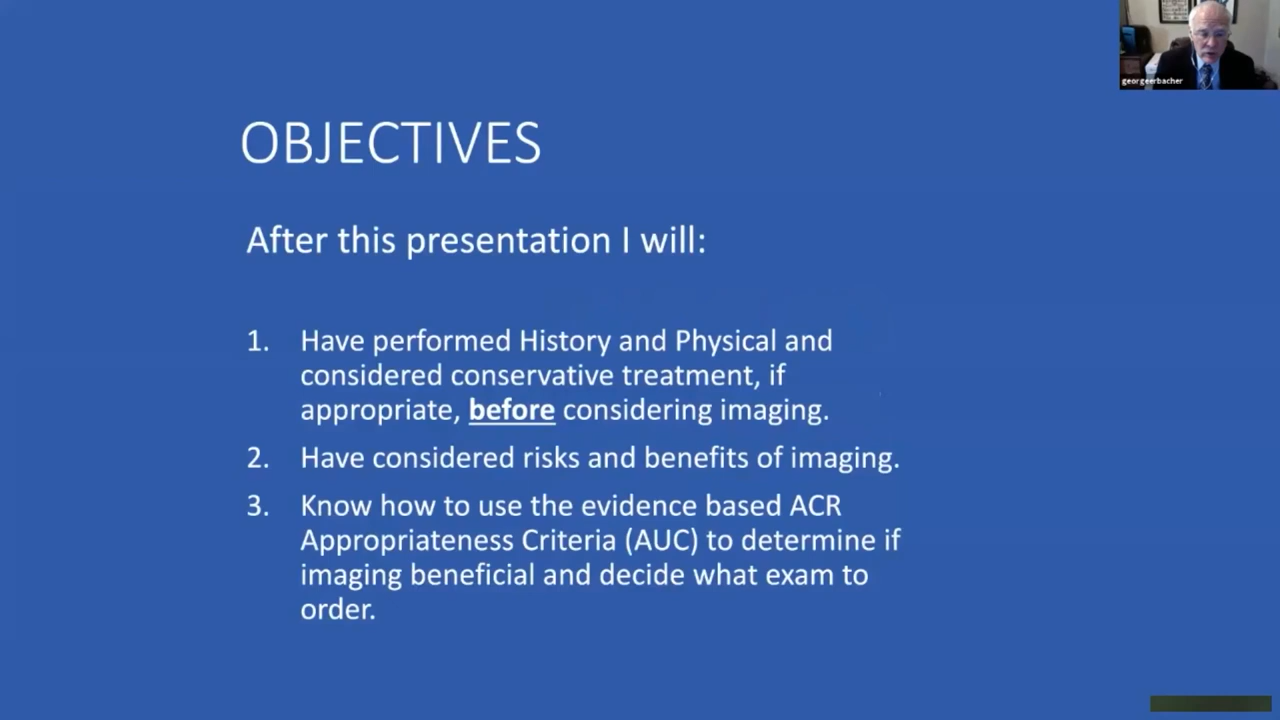 georgeerbacher
OBJECTIVES
After this presentation I will:
1. Have performed History and Physical and
considered conservative treatment, if
appropriate, before considering imaging.
2. Have considered risks and benefits of imaging.
3. Know how to use the evidence based ACR
Appropriateness Criteria (AUC) to determine if
imaging beneficial and decide what exam to
order.